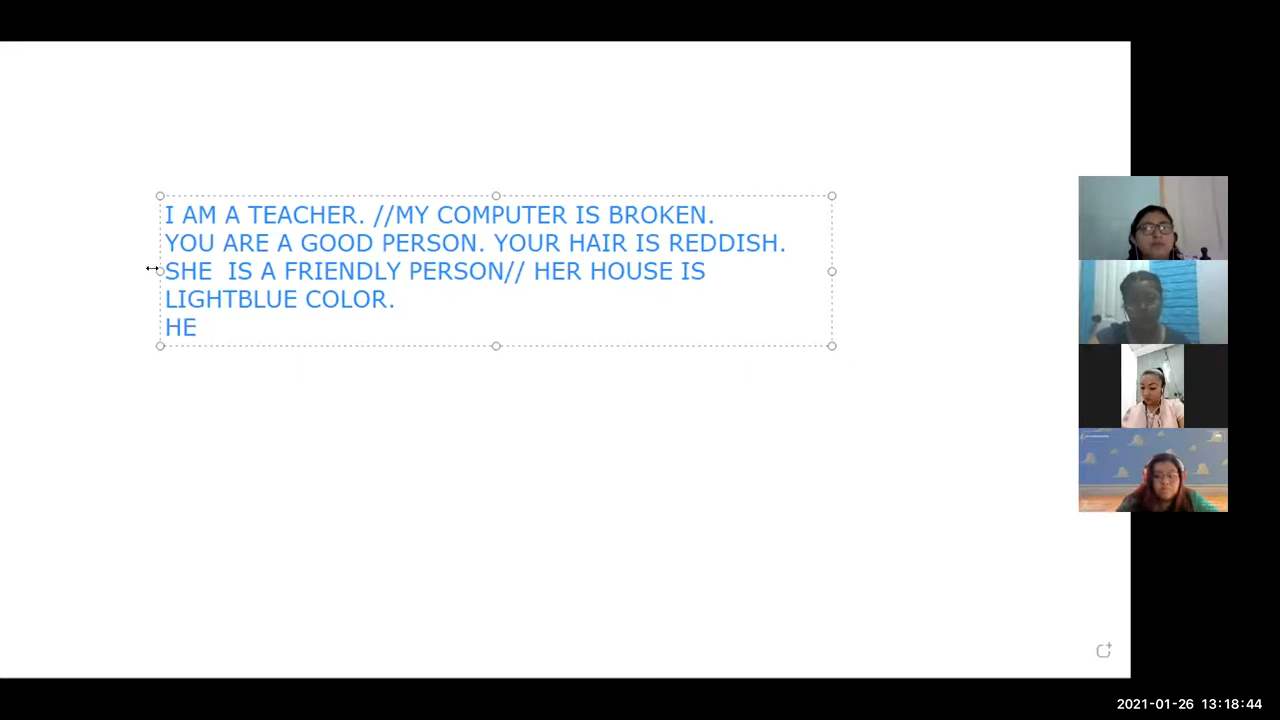 I AM A TEACHER. //MY COMPUTER IS BROKEN.
YOU ARE A GOOD PERSON. YOUR HAIR IS REDDISH.
SHE  IS A FRIENDLY PERSON// HER HOUSE IS
LIGHTBLUE COLOR.
HE
2021-01-26 13:18:44